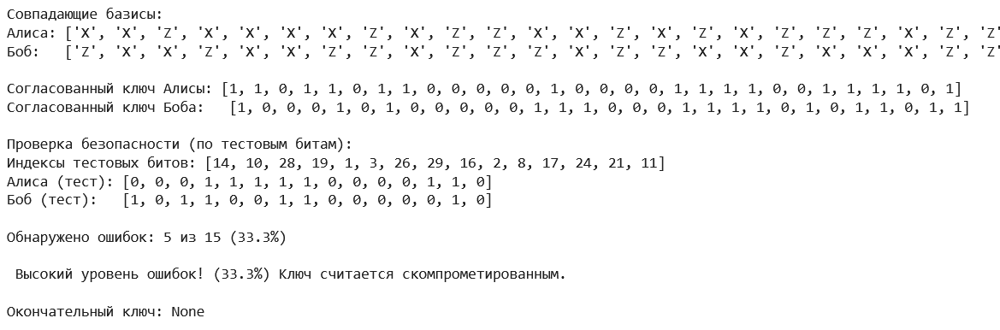 Совпадающие базисы:
Алиса: ['X', 'X', 'Z', 'X', 'X', 'X', 'X', 'Z', 'X', 'Z', 'Z', 'X', 'X', 'Z', 'X', 'Z', 'X', 'Z', 'Z', 'Z', 'X', 'Z', 'Z'
Боб:   ['Z', 'X', 'X', 'Z', 'X', 'X', 'Z', 'Z', 'X', 'Z', 'Z', 'Z', 'X', 'Z', 'Z', 'X', 'X', 'Z', 'X', 'X', 'X', 'Z', 'Z'
Согласованный ключ Алисы: [1, 1, 0, 1, 1, 0, 1, 1, 0, 0, 0, 0, 0, 1, 0, 0, 0, 0, 1, 1, 1, 1, 0, 0, 1, 1, 1, 1, 0, 1]
Согласованный ключ Боба:   [1, 0, 0, 0, 1, 0, 1, 0, 0, 0, 0, 0, 1, 1, 1, 0, 0, 0, 1, 1, 1, 1, 0, 1, 0, 1, 1, 0, 1, 1]
Проверка безопасности (по тестовым битам):
Индексы тестовых битов: [14, 10, 28, 19, 1, 3, 26, 29, 16, 2, 8, 17, 24, 21, 11]
Алиса (тест): [0, 0, 0, 1, 1, 1, 1, 1, 0, 0, 0, 0, 1, 1, 0]
Боб (тест):   [1, 0, 1, 1, 0, 0, 1, 1, 0, 0, 0, 0, 0, 1, 0]
Обнаружено ошибок: 5 из 15 (33.3%)
Высокий уровень ошибок! (33.3%) Ключ считается скомпрометированным.
Окончательный ключ: None